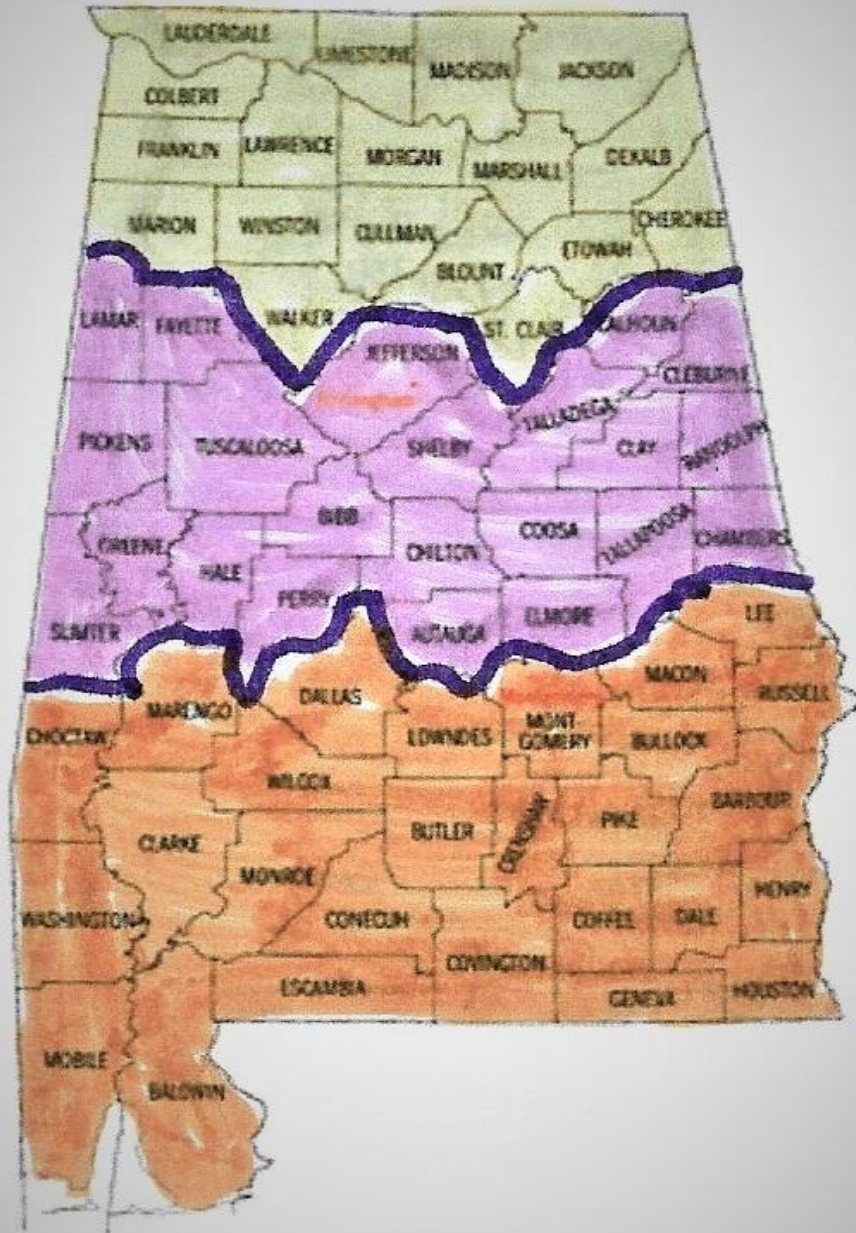 LAUDERDALE
LIMESTONE
MADISON
JACKSON
COLBERT
FRANKLIN
LAWRENCE
MORGAN
MARSHALL
DEKALB
MARION
WINSTON
CULLMAN
BLOUNT
ETOWAH
CHEROKEE
LAMAR
FAYETTE
WALKER
JEFFERSON
ST. CLAIR
CALHOUN
CLEBURNE
PICKENS
TUSCALOOSA
SHELBY
TALLADEGA
CLAY
RANDOLPH
GREENE
HALE
BIBB
CHILTON
COOSA
TALLAPOOSA
CHAMBERS
SUMTER
PERRY
AUTAUGA
ELMORE
LEE
CHOCTAW
MARENGO
DALLAS
LOWNDES
MONT
GOMERY
MACON
RUSSELL
BULLOCK
WILCOX
CLARKE
BUTLER
CRENSHAW
PIKE
BARBOUR
MONROE
WASHINGTON
CONECUH
COFFEE
DALE
HENRY
COVINGTON
ESCAMBIA
GENEVA
HOUSTON
MOBILE
BALDWIN